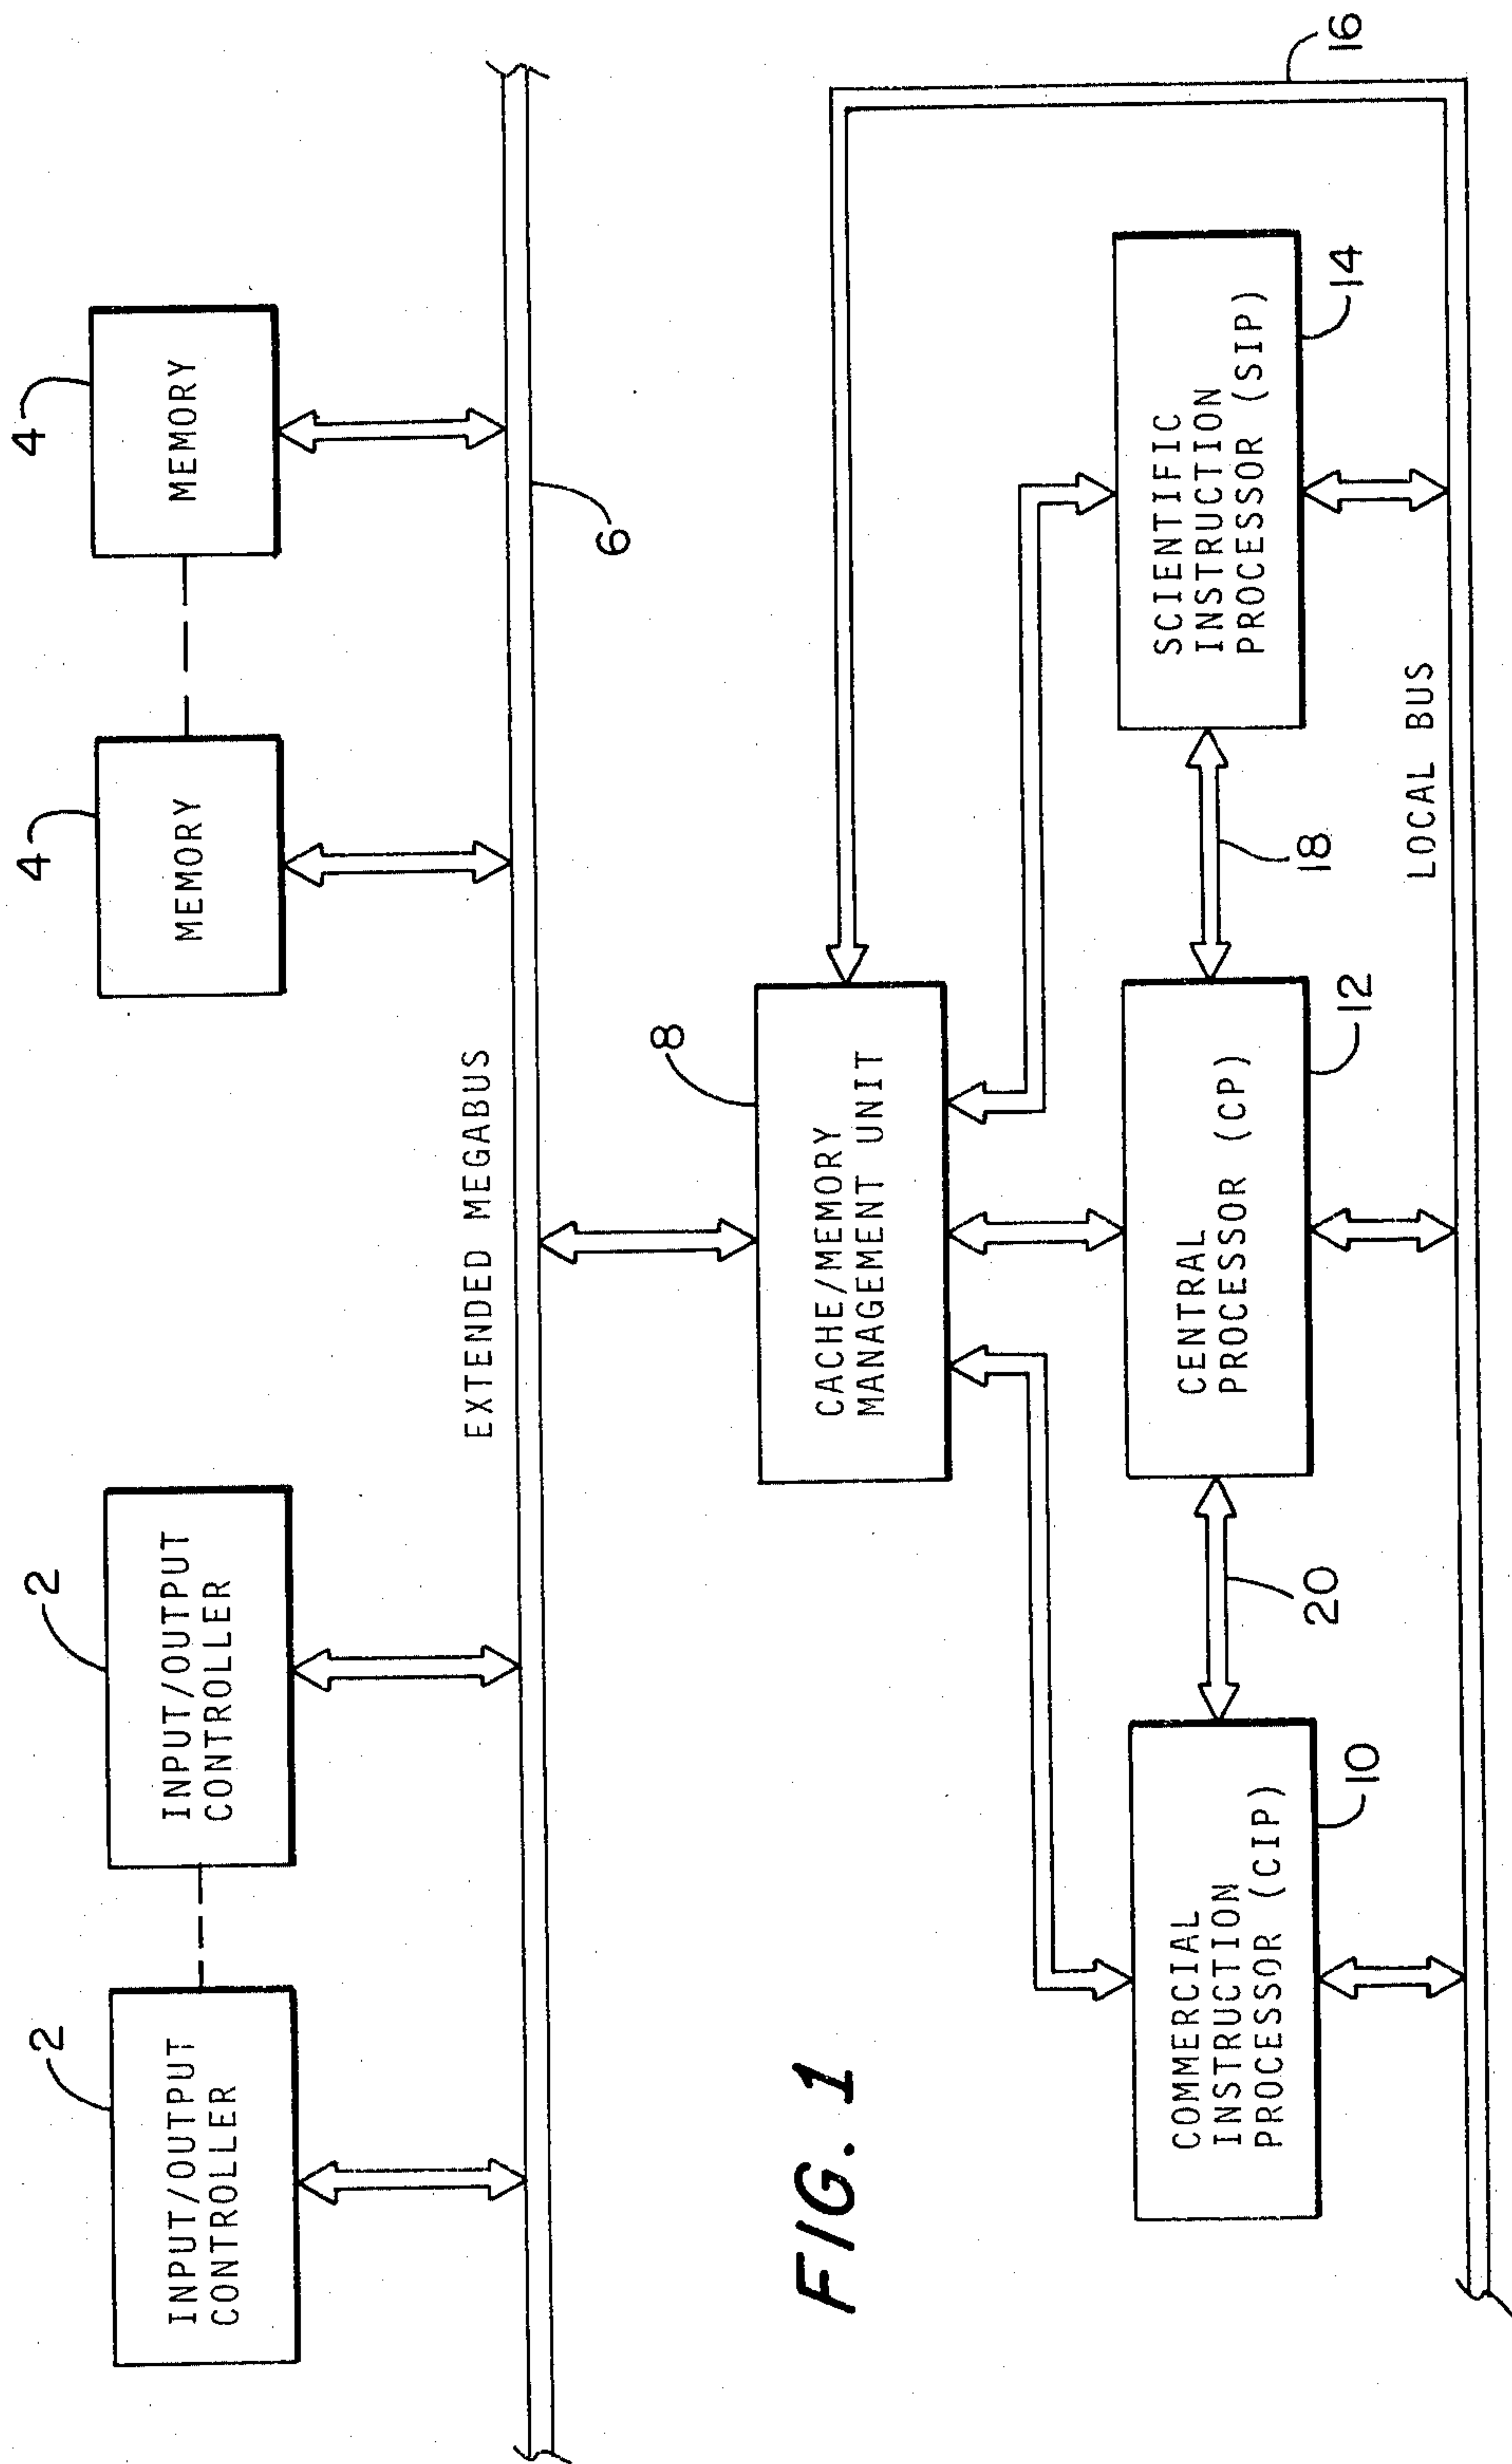 2
INPUT/OUTPUT
CONTROLLER
2
INPUT/OUTPUT
CONTROLLER
4
MEMORY
4
MEMORY
EXTENDED MEGABUS
6
8
CACHE/MEMORY
MANAGEMENT UNIT
16
COMMERCIAL
INSTRUCTION
PROCESSOR (CIP)
10
20
CENTRAL
PROCESSOR (CP)
12
18
SCIENTIFIC
INSTRUCTION
PROCESSOR (SIP)
14
LOCAL BUS
FIG. 1